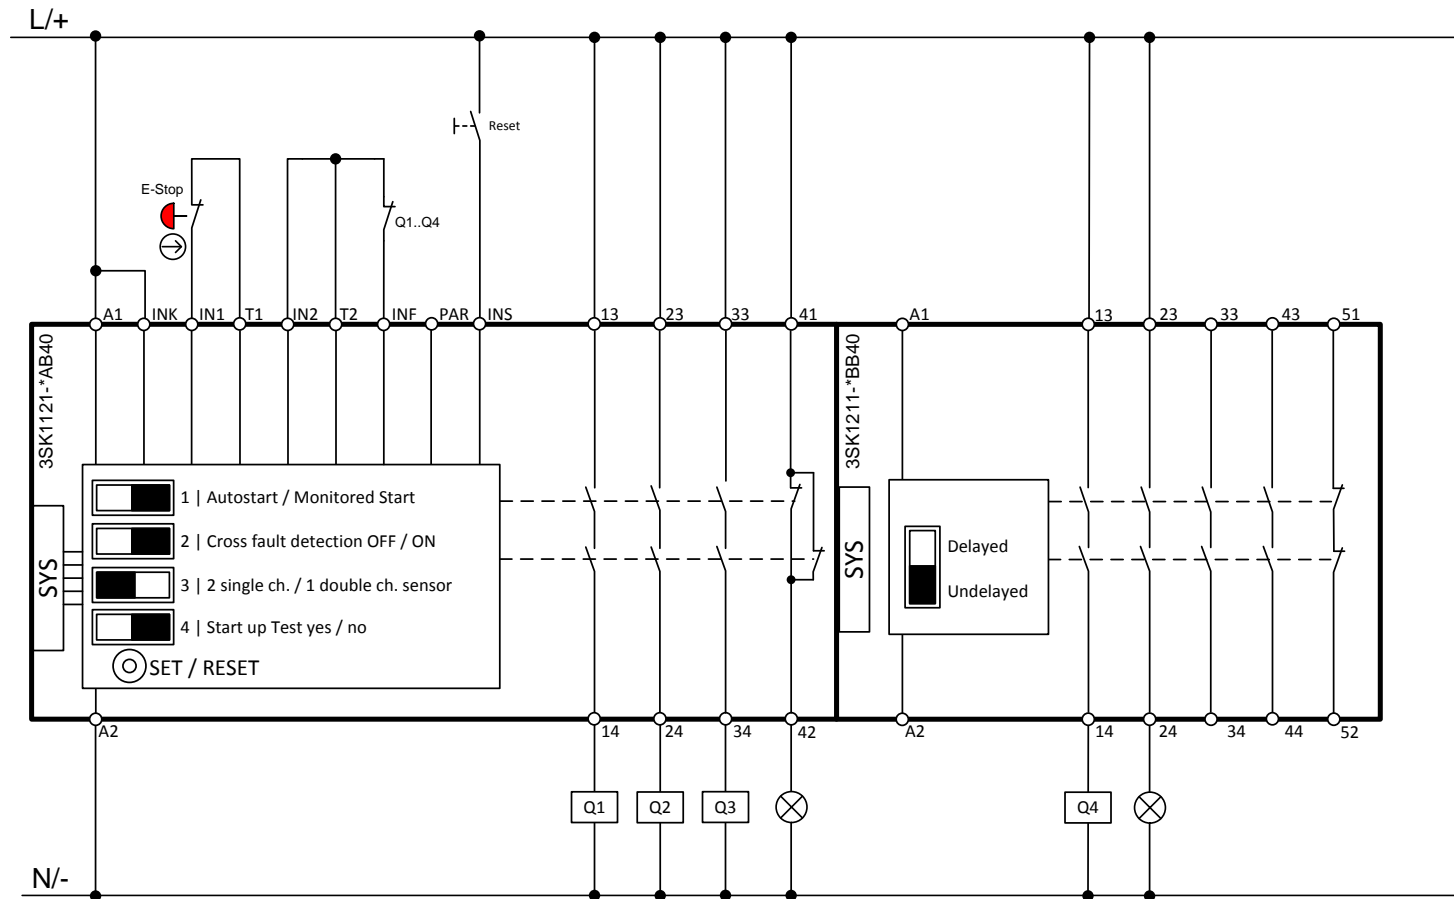 L/+
Reset
E-Stop
Q1..Q4
A1 INK IN1 T1 IN2 T2 INF PAR INS 13 23 33 41 A1 13 23 33 43 51
3SK1121-*AB40
3SK1211-*BB40
1 | Autostart / Monitored Start
2 | Cross fault detection OFF / ON
3 | 2 single ch. / 1 double ch. sensor
4 | Start up Test yes / no
SET / RESET
SYS
SYS
Delayed
Undelayed
A2 14 24 34 42 A2 14 24 34 44 52
Q1 Q2 Q3 Q4
N/-